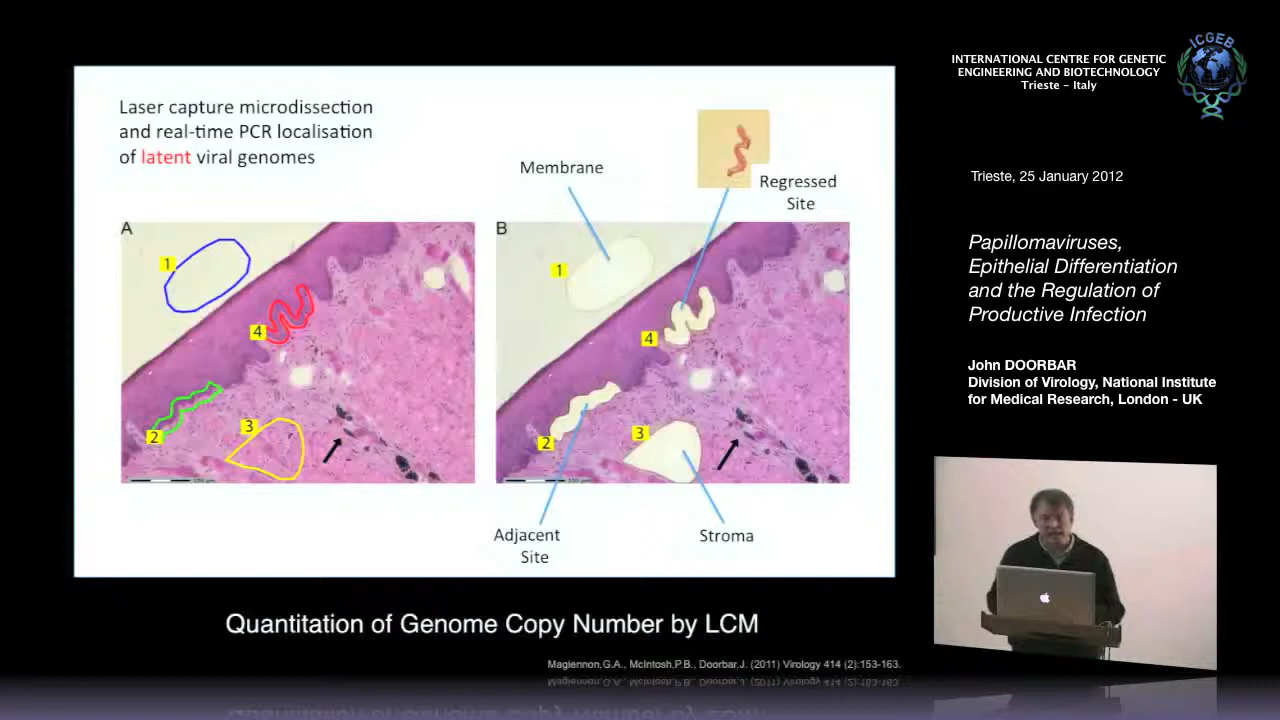 Laser capture microdissection
and real-time PCR localisation
of latent viral genomes
Membrane
Regressed
Site
A
1
4
2
3
B
1
4
2
3
Adjacent
Site
Stroma
Quantitation of Genome Copy Number by LCM
Maglennon,G.A., McIntosh,P.B., Doorbar,J. (2011) Virology 414 (2):153-163.
INTERNATIONAL CENTRE FOR GENETIC
ENGINEERING AND BIOTECHNOLOGY
Trieste – Italy
ICGEB
Trieste, 25 January 2012
Papillomaviruses,
Epithelial Differentiation
and the Regulation of
Productive Infection
John DOORBAR
Division of Virology, National Institute
for Medical Research, London - UK